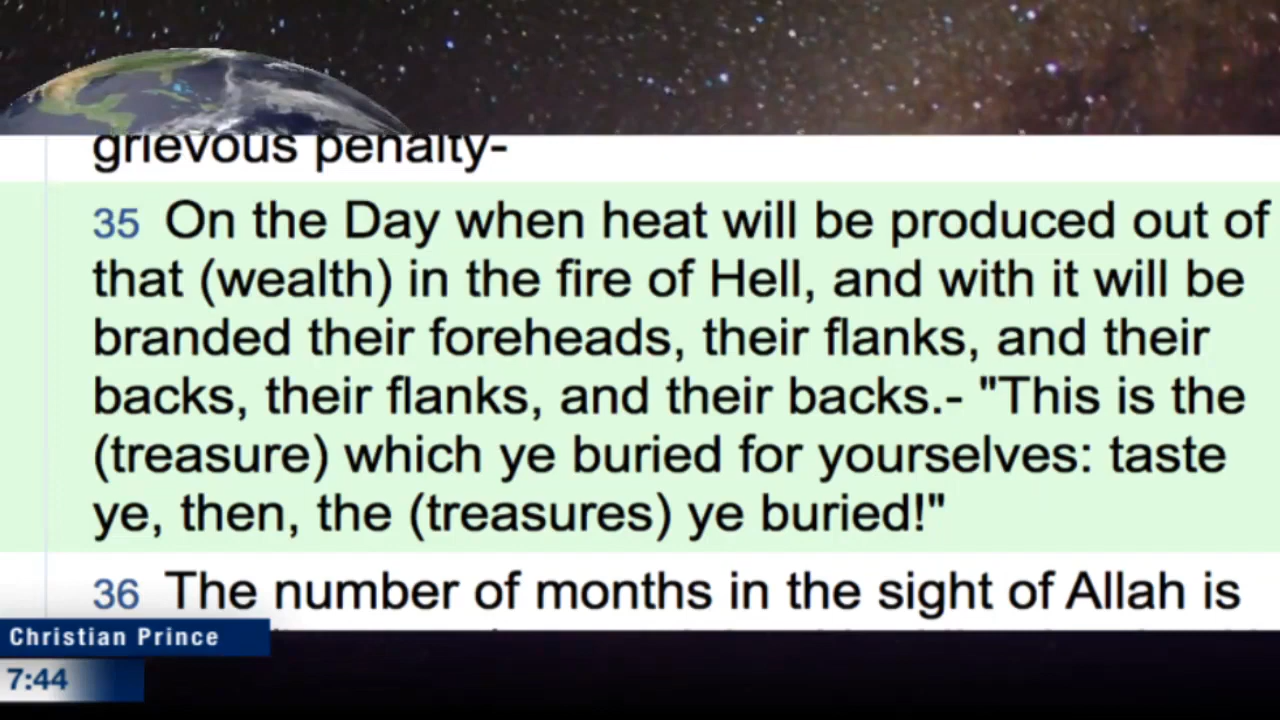 grievous penalty-
35 On the Day when heat will be produced out of
that (wealth) in the fire of Hell, and with it will be
branded their foreheads, their flanks, and their
backs, their flanks, and their backs.- "This is the
(treasure) which ye buried for yourselves: taste
ye, then, the (treasures) ye buried!"
36 The number of months in the sight of Allah is
Christian Prince
7:44